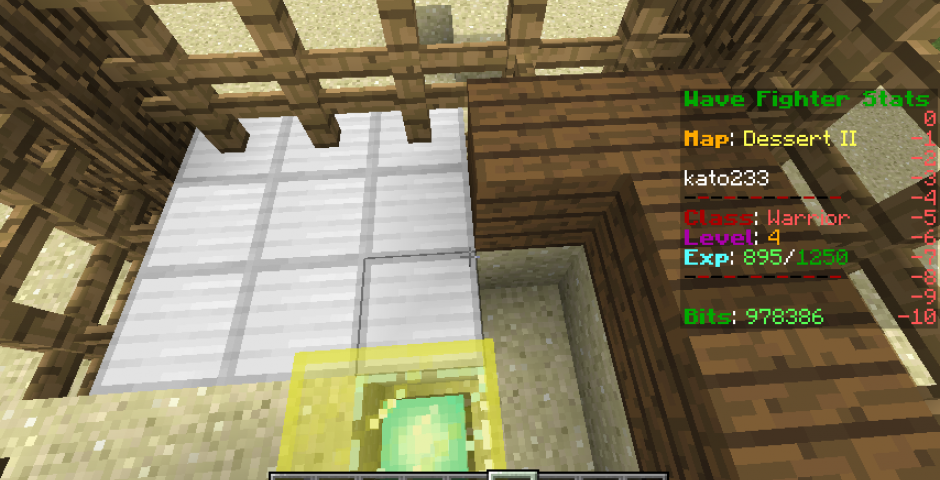 Wave Fighter Stats
0
-1
Map: Dessert II
-2
kato233
-3
-4
Class: Warrior
-5
Level: 4
-6
Exp: 895/1250
-7
-8
-9
Bits: 978386
-10